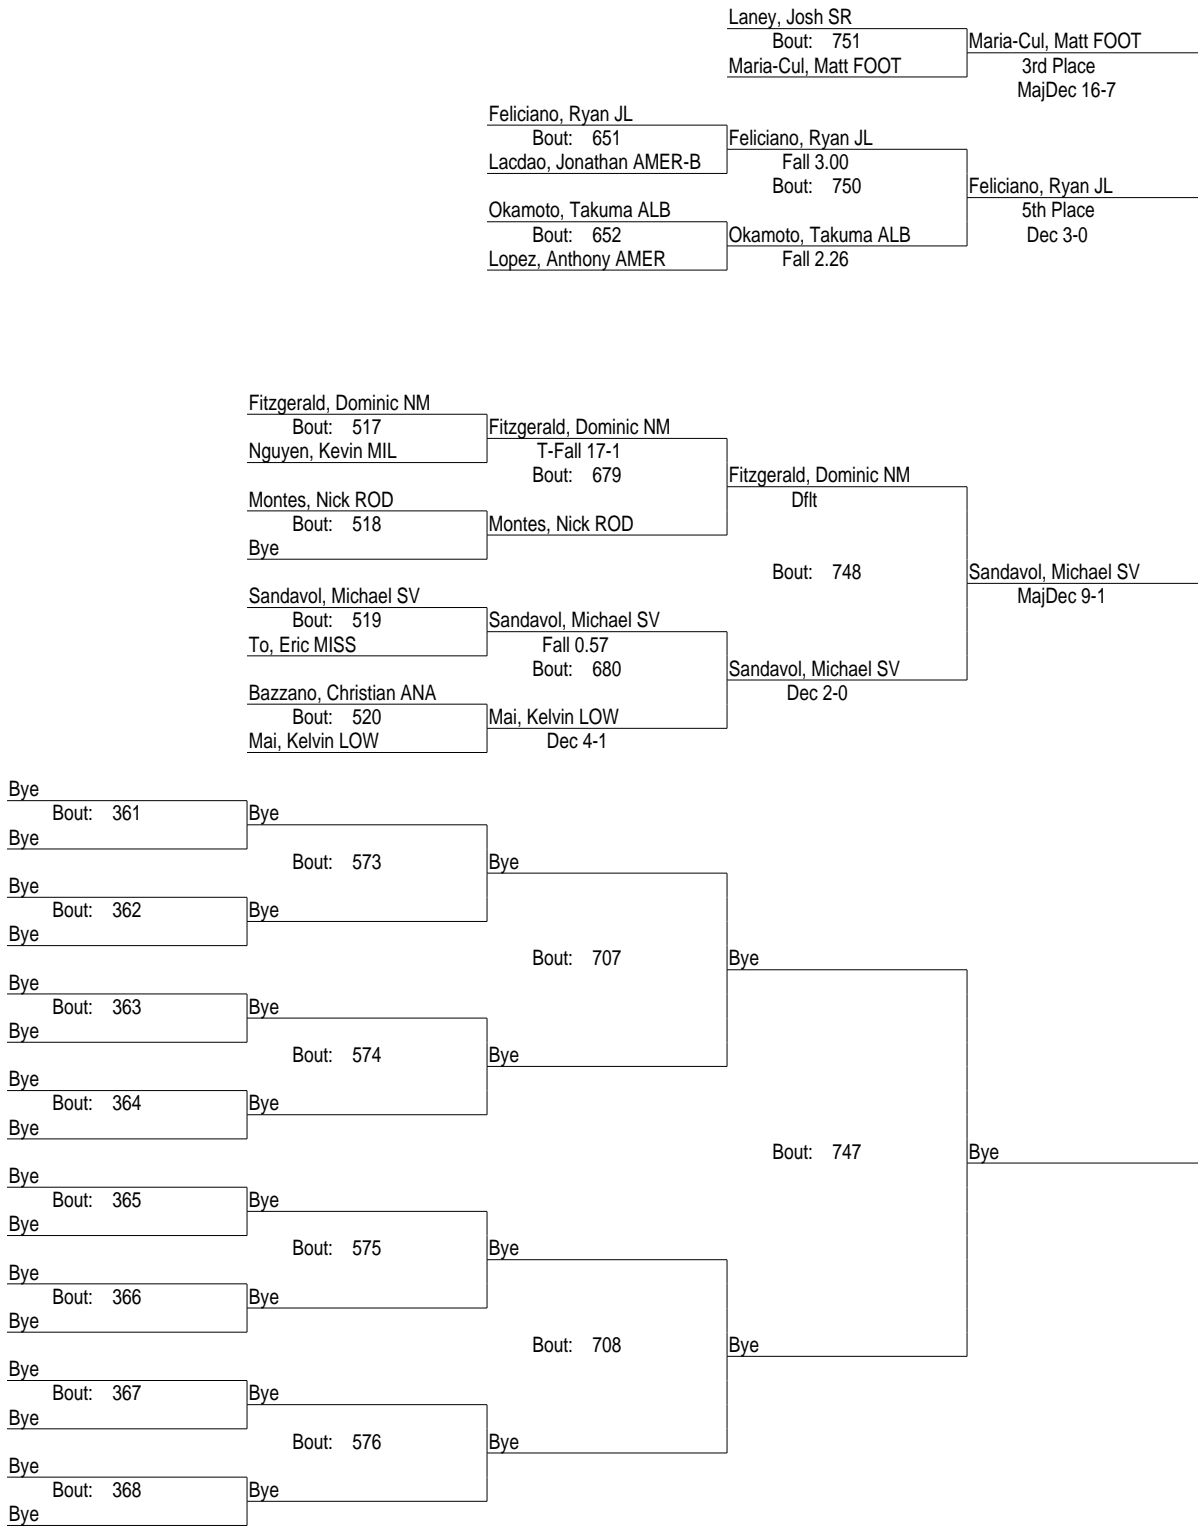 Laney, Josh SR
Bout: 751
Maria-Cul, Matt FOOT
Maria-Cul, Matt FOOT
3rd Place
MajDec 16-7
Feliciano, Ryan JL
Bout: 651
Lacdao, Jonathan AMER-B
Feliciano, Ryan JL
Fall 3.00
Bout: 750
Feliciano, Ryan JL
5th Place
Dec 3-0
Okamoto, Takuma ALB
Bout: 652
Lopez, Anthony AMER
Okamoto, Takuma ALB
Fall 2.26
Fitzgerald, Dominic NM
Bout: 517
Nguyen, Kevin MIL
Fitzgerald, Dominic NM
T-Fall 17-1
Bout: 679
Fitzgerald, Dominic NM
Dflt
Montes, Nick ROD
Bout: 518
Bye
Montes, Nick ROD
Bout: 748
Sandavol, Michael SV
MajDec 9-1
Sandavol, Michael SV
Bout: 519
To, Eric MISS
Sandavol, Michael SV
Fall 0.57
Bout: 680
Sandavol, Michael SV
Dec 2-0
Bazzano, Christian ANA
Bout: 520
Mai, Kelvin LOW
Mai, Kelvin LOW
Dec 4-1
Bye
Bout: 361
Bye
Bye
Bout: 573
Bye
Bye
Bout: 362
Bye
Bye
Bout: 707
Bye
Bye
Bout: 363
Bye
Bye
Bout: 574
Bye
Bye
Bout: 364
Bye
Bye
Bout: 747
Bye
Bye
Bout: 365
Bye
Bye
Bout: 575
Bye
Bye
Bout: 366
Bye
Bye
Bout: 708
Bye
Bye
Bout: 367
Bye
Bye
Bout: 576
Bye
Bye
Bout: 368
Bye
Bye